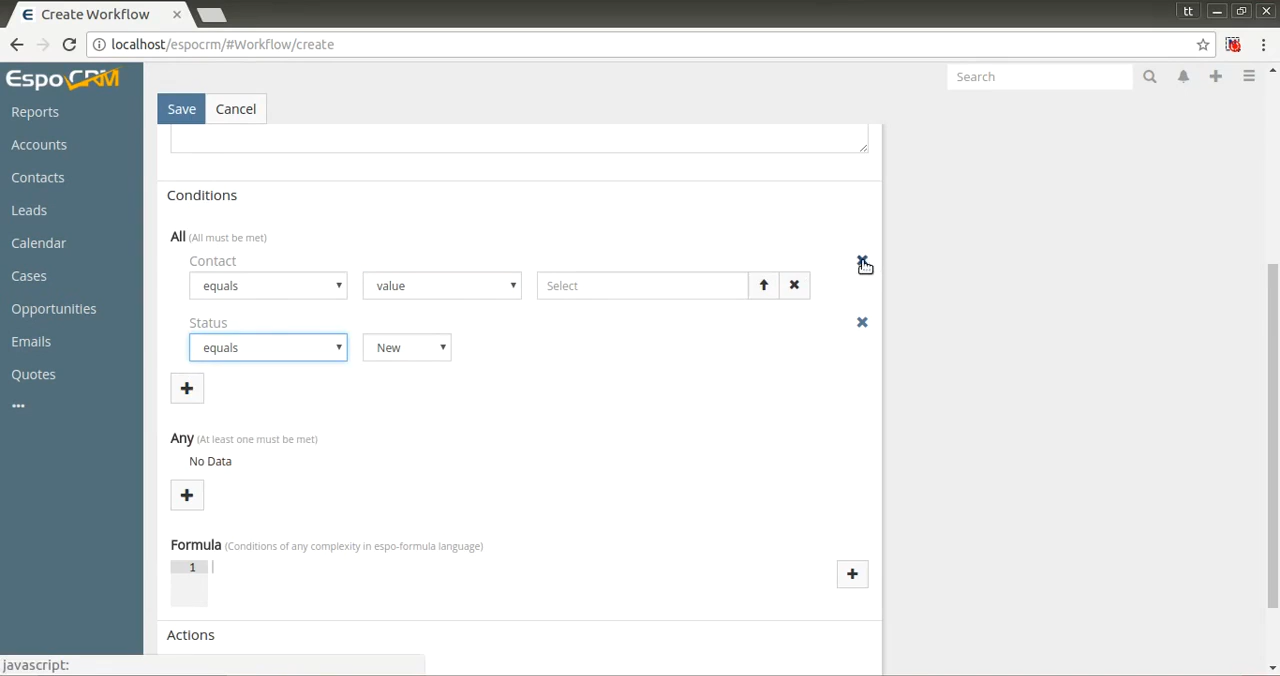 Create Workflow
tt
localhost/espocrm/#Workflow/create
EspoCRM
Search
Save Cancel
Reports
Accounts
Contacts
Leads
Calendar
Cases
Opportunities
Emails
Quotes
•••
Conditions
All (All must be met)
Contact
equals value Select
Status
equals New
Any (At least one must be met)
No Data
Formula (Conditions of any complexity in espo-formula language)
1
Actions
javascript: